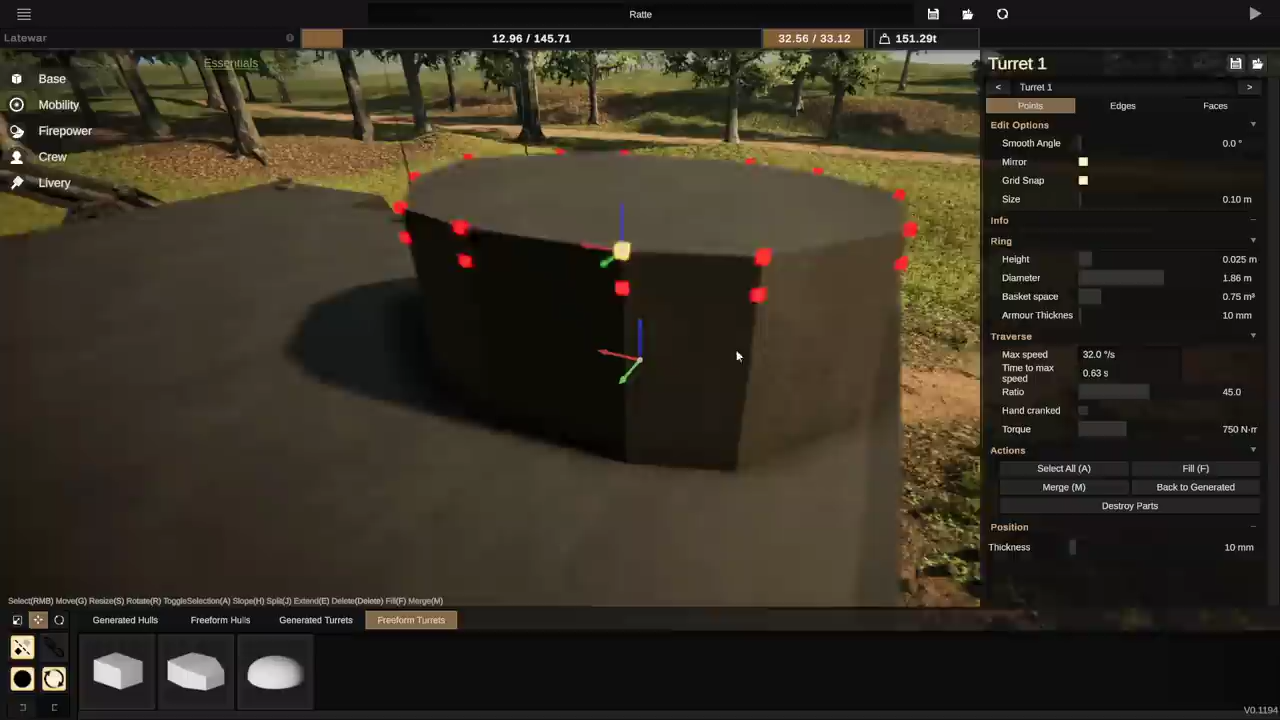 Ratte
Latewar
12.96 / 145.71
32.56 / 33.12
151.29t
Essentials
Base
Mobility
Firepower
Crew
Livery
Turret 1
< Turret 1 >
Points Edges Faces
Edit Options
Smooth Angle 0.0 °
Mirror
Grid Snap
Size 0.10 m
Info
Ring
Height 0.025 m
Diameter 1.86 m
Basket space 0.75 m³
Armour Thicknes 10 mm
Traverse
Max speed 32.0 °/s
Time to max speed 0.63 s
Ratio 45.0
Hand cranked
Torque 750 N·m
Actions
Select All (A) Fill (F)
Merge (M) Back to Generated
Destroy Parts
Position
Thickness 10 mm
Select(RMB) Move(G) Resize(S) Rotate(R) ToggleSelection(A) Slope(H) Split(J) Extend(E) Delete(Delete) Fill(F) Merge(M)
Generated Hulls Freeform Hulls Generated Turrets Freeform Turrets
V0.1194